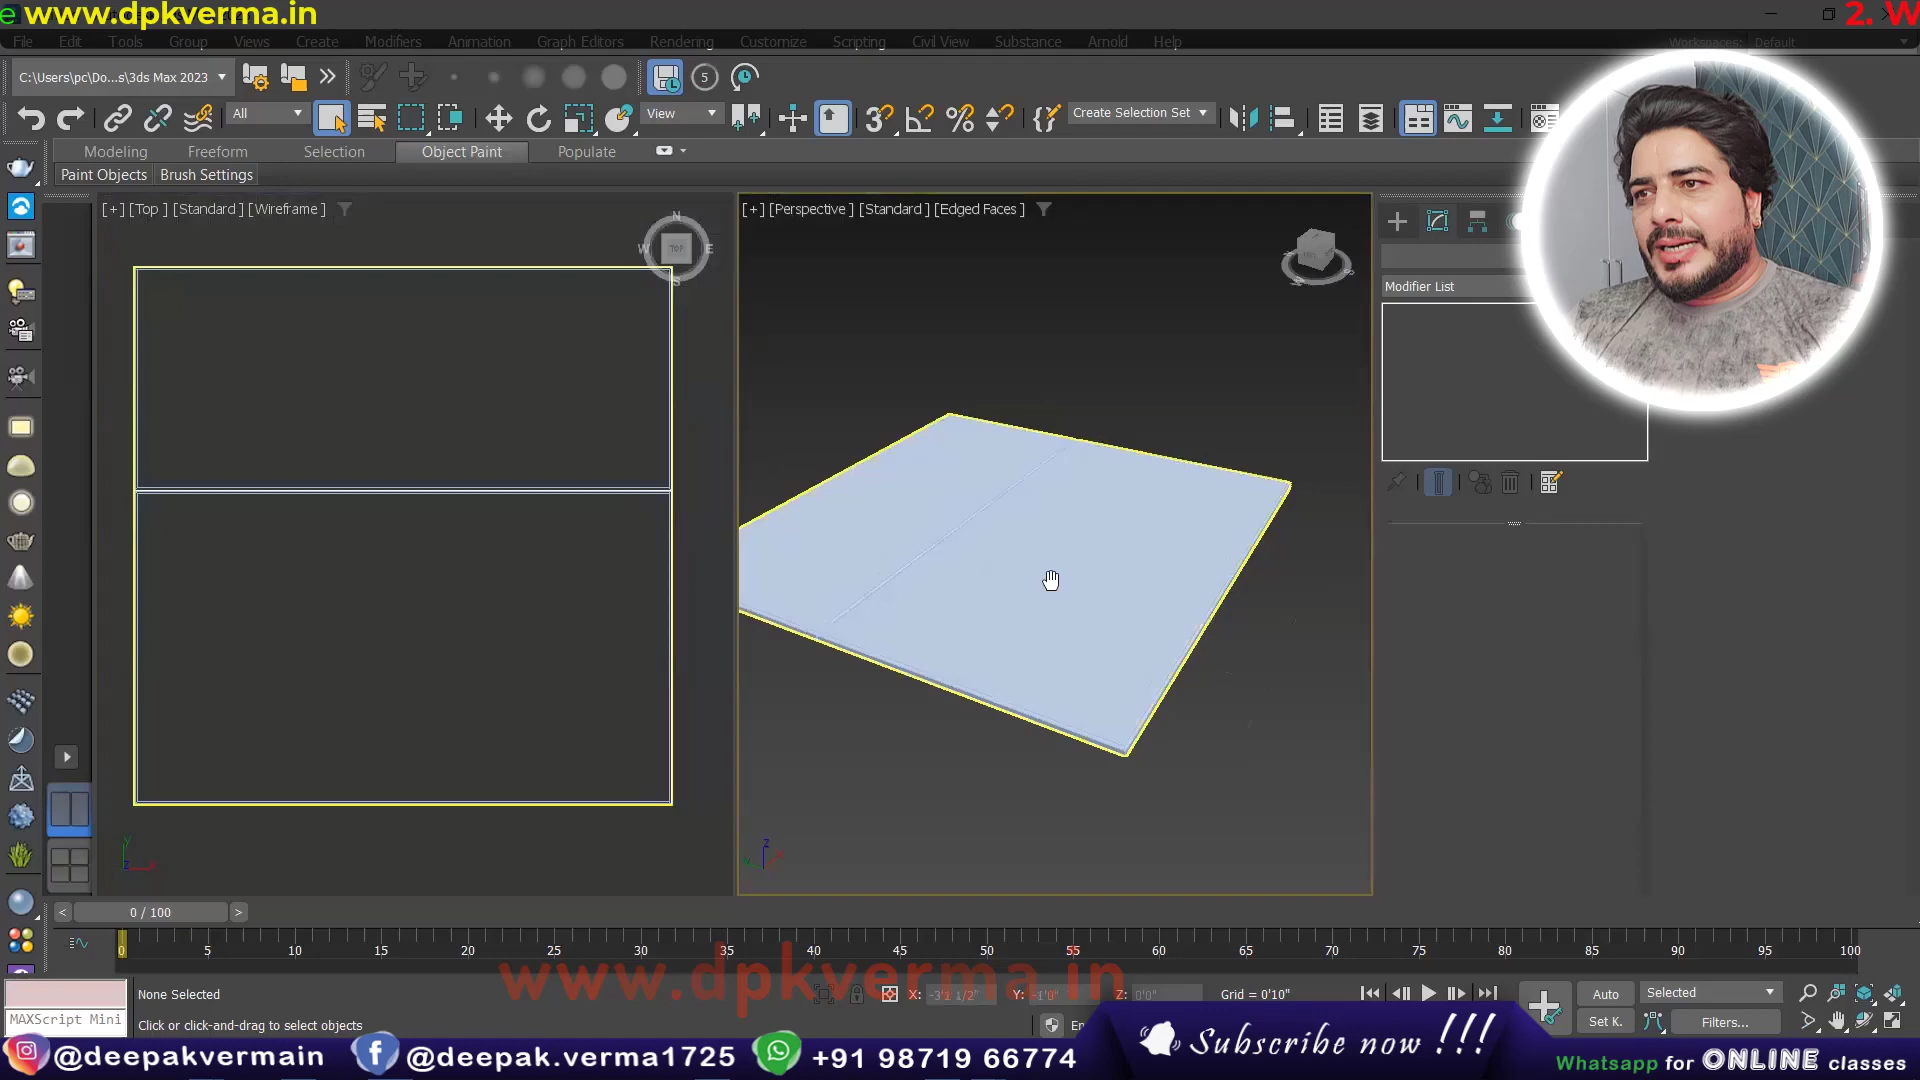 e www.dpkverma.in
2. W
File Edit Tools Group Views Create Modifiers Animation Graph Editors Rendering Customize Scripting Civil View Substance Arnold Help
Workspaces: Default
C:\Users\pc\Do...s\3ds Max 2023
5
All
View
3
Create Selection Set
Modeling Freeform Selection Object Paint Populate
Paint Objects Brush Settings
[+] [Top ] [Standard ] [Wireframe ]
[+] [Perspective ] [Standard ] [Edged Faces ]
N
W TOP E
S
Modifier List
y
z x
z
0 / 100
0 5 10 15 20 25 30 35 40 45 50 55 60 65 70 75 80 85 90 95 100
www.dpkverma.in
None Selected
X: -3'1 1/2" Y: -1'0" Z: 0'0" Grid = 0'10"
Auto Selected
MAXScript Mini
Click or click-and-drag to select objects
En
Set K. Filters...
@deepakvermain @deepak.verma1725 +91 98719 66774
Subscribe now !!!
Whatsapp for ONLINE classes